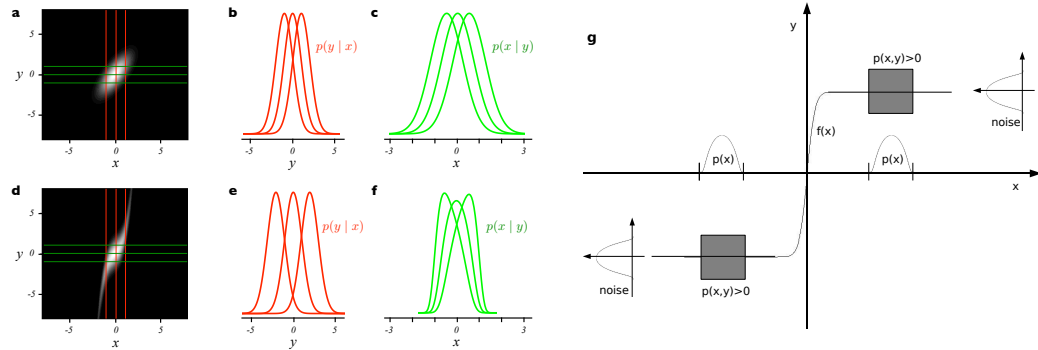 a
5
y 0
-5
-5 0 5
x
b
p(y | x)
-5 0 5
y
c
p(x | y)
-3 0 3
x
d
5
y 0
-5
-5 0 5
x
e
p(y | x)
-5 0 5
y
f
p(x | y)
-3 0 3
x
g
y
p(x,y)>0
noise
f(x)
p(x)
p(x)
x
noise
p(x,y)>0